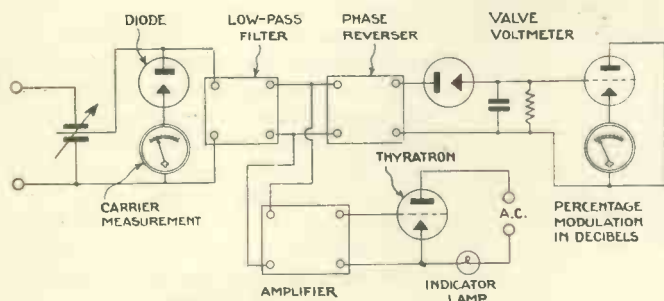 DIODE
LOW-PASS
FILTER
PHASE
REVERSER
VALVE
VOLTMETER
CARRIER
MEASUREMENT
THYRATRON
A.C.
PERCENTAGE
MODULATION
IN DECIBELS
AMPLIFIER
INDICATOR
LAMP